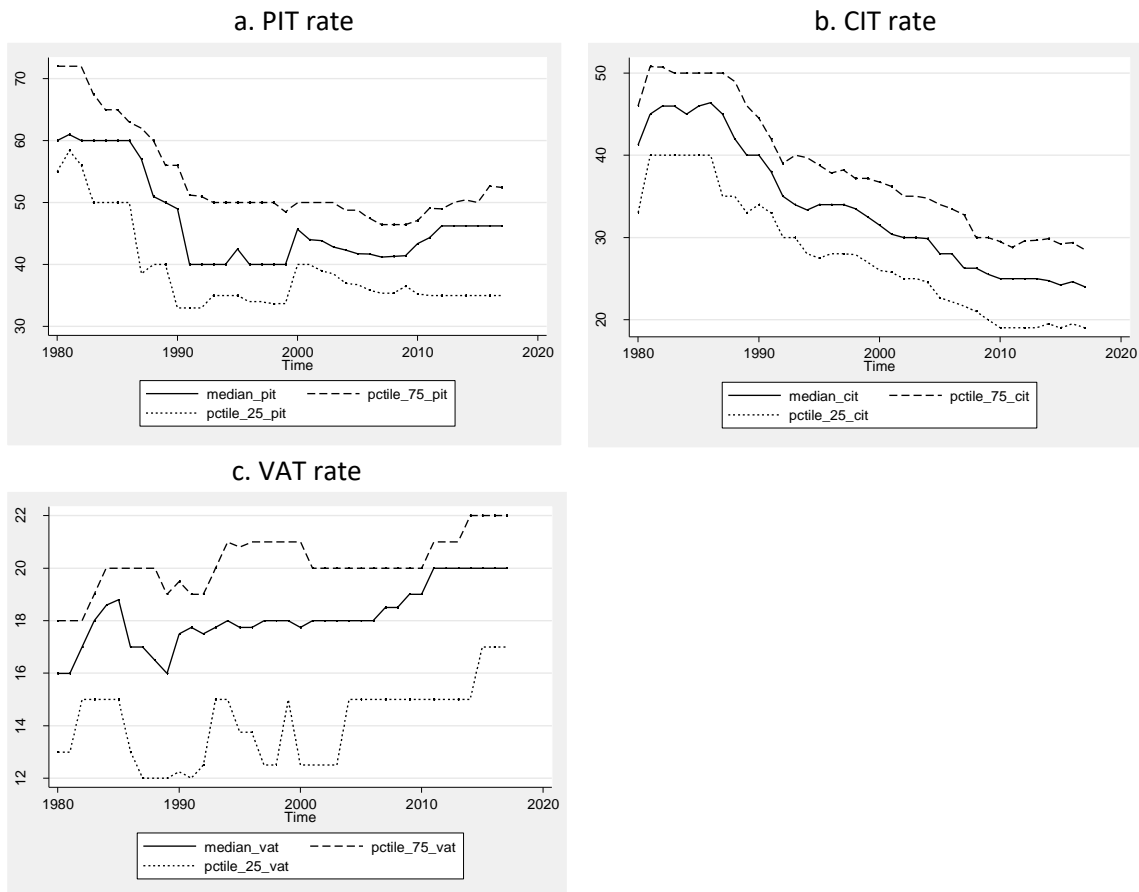 a. PIT rate
70
60
50
40
30
1980 1990 2000 2010 2020
Time
median_pit pctile_75_pit
pctile_25_pit
b. CIT rate
50
40
30
20
1980 1990 2000 2010 2020
Time
median_cit pctile_75_cit
pctile_25_cit
c. VAT rate
22
20
18
16
14
12
1980 1990 2000 2010 2020
Time
median_vat pctile_75_vat
pctile_25_vat